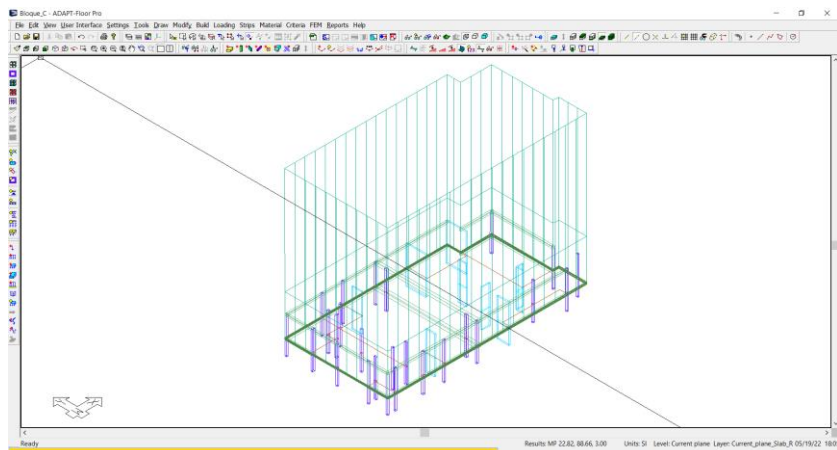 Bloque_C - ADAPT-Floor Pro
File Edit View User Interface Settings Tools Draw Modify Build Loading Strips Material Criteria FEM Reports Help
Ready
Results: MP 22.82, 88.66, 3.00 Units: SI Level: Current plane Layer: Current_plane_Slab_R 05/19/22